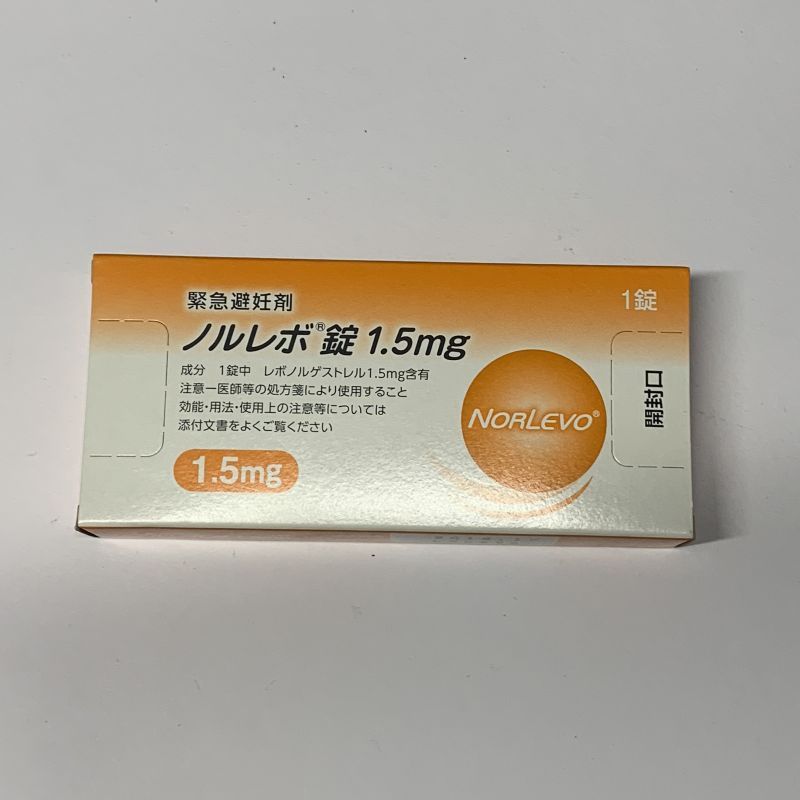 緊急避妊剤
1錠
ノルレボ®錠 1.5mg
成分 1錠中 レボノルゲストレル1.5mg含有
注意－医師等の処方箋により使用すること
効能・用法・使用上の注意等については
添付文書をよくご覧ください
1.5mg
NORLEVO®
開封口